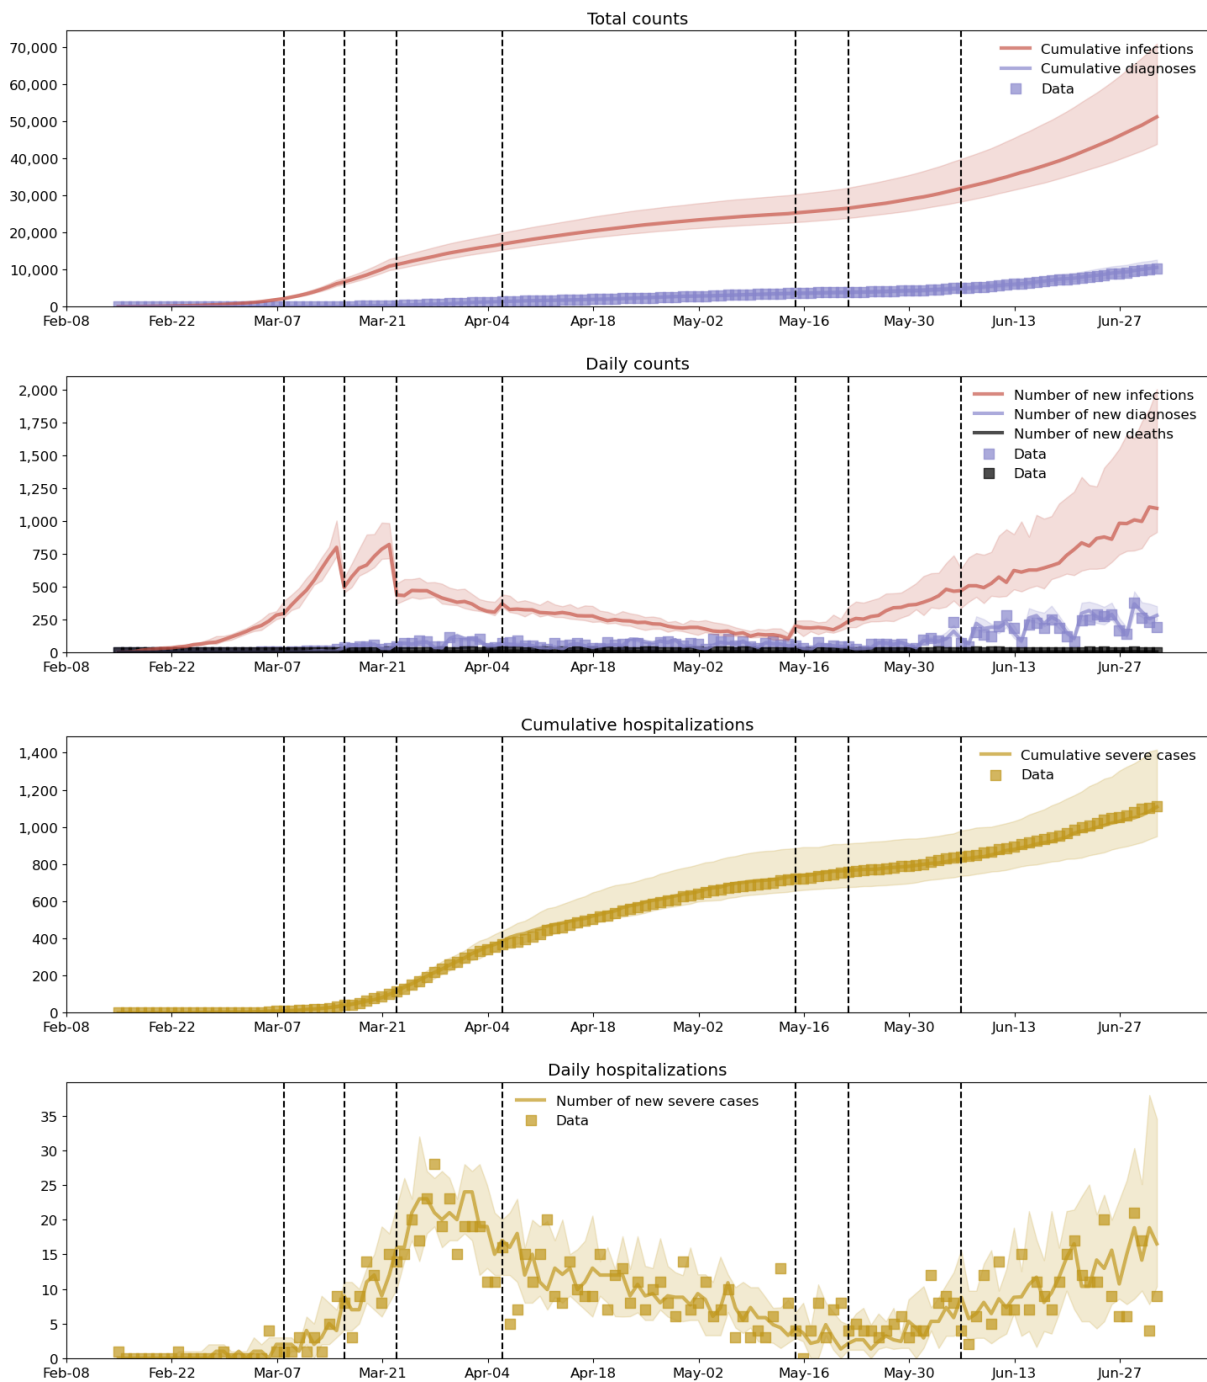 Total counts
70,000
60,000
50,000
40,000
30,000
20,000
10,000
0
Cumulative infections
Cumulative diagnoses
Data
Feb-08 Feb-22 Mar-07 Mar-21 Apr-04 Apr-18 May-02 May-16 May-30 Jun-13 Jun-27
Daily counts
2,000
1,750
1,500
1,250
1,000
750
500
250
0
Number of new infections
Number of new diagnoses
Number of new deaths
Data
Data
Feb-08 Feb-22 Mar-07 Mar-21 Apr-04 Apr-18 May-02 May-16 May-30 Jun-13 Jun-27
Cumulative hospitalizations
1,400
1,200
1,000
800
600
400
200
0
Cumulative severe cases
Data
Feb-08 Feb-22 Mar-07 Mar-21 Apr-04 Apr-18 May-02 May-16 May-30 Jun-13 Jun-27
Daily hospitalizations
35
30
25
20
15
10
5
0
Number of new severe cases
Data
Feb-08 Feb-22 Mar-07 Mar-21 Apr-04 Apr-18 May-02 May-16 May-30 Jun-13 Jun-27